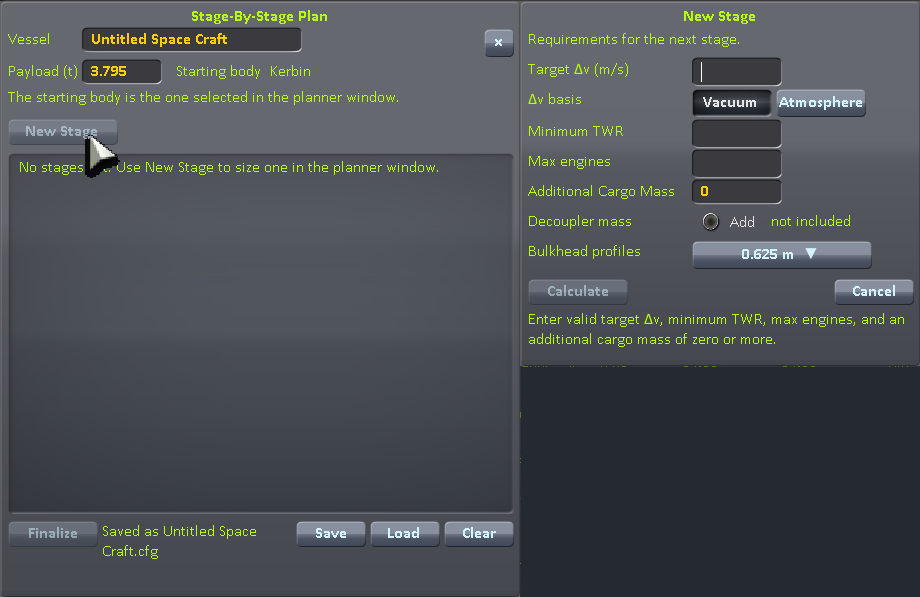 Stage-By-Stage Plan
Vessel Untitled Space Craft
×
Payload (t) 3.795 Starting body Kerbin
The starting body is the one selected in the planner window.
New Stage
No stages Use New Stage to size one in the planner window.
Finalize
Saved as Untitled Space
Craft.cfg
Save Load Clear
New Stage
Requirements for the next stage.
Target Δv (m/s)
Δv basis Vacuum Atmosphere
Minimum TWR
Max engines
Additional Cargo Mass 0
Decoupler mass Add not included
Bulkhead profiles 0.625 m ▼
Calculate Cancel
Enter valid target Δv, minimum TWR, max engines, and an
additional cargo mass of zero or more.